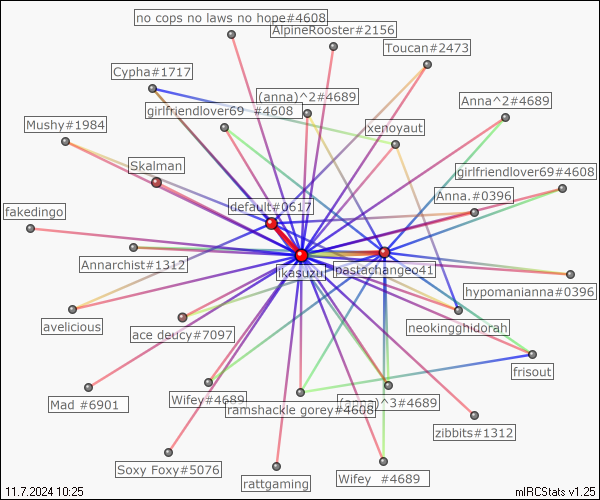 no cops no laws no hope#4608
AlpineRooster#2156
Toucan#2473
Cypha#1717
(anna)^2#4689
Anna^2#4689
girlfriendlover69 #4608
Mushy#1984
xenoyaut
Skalman
girlfriendlover69#4608
Anna.#0396
default#0617
fakedingo
Annarchist#1312
ikasuzu
pastachangeo41
hypomanianna#0396
avelicious
ace deucy#7097
neokingghidorah
frisout
Mad #6901
Wifey#4689
ramshackle gorey#4608
(anna)^3#4689
zibbits#1312
Soxy Foxy#5076
rattgaming
Wifey #4689
11.7.2024 10:25
mIRCStats v1.25